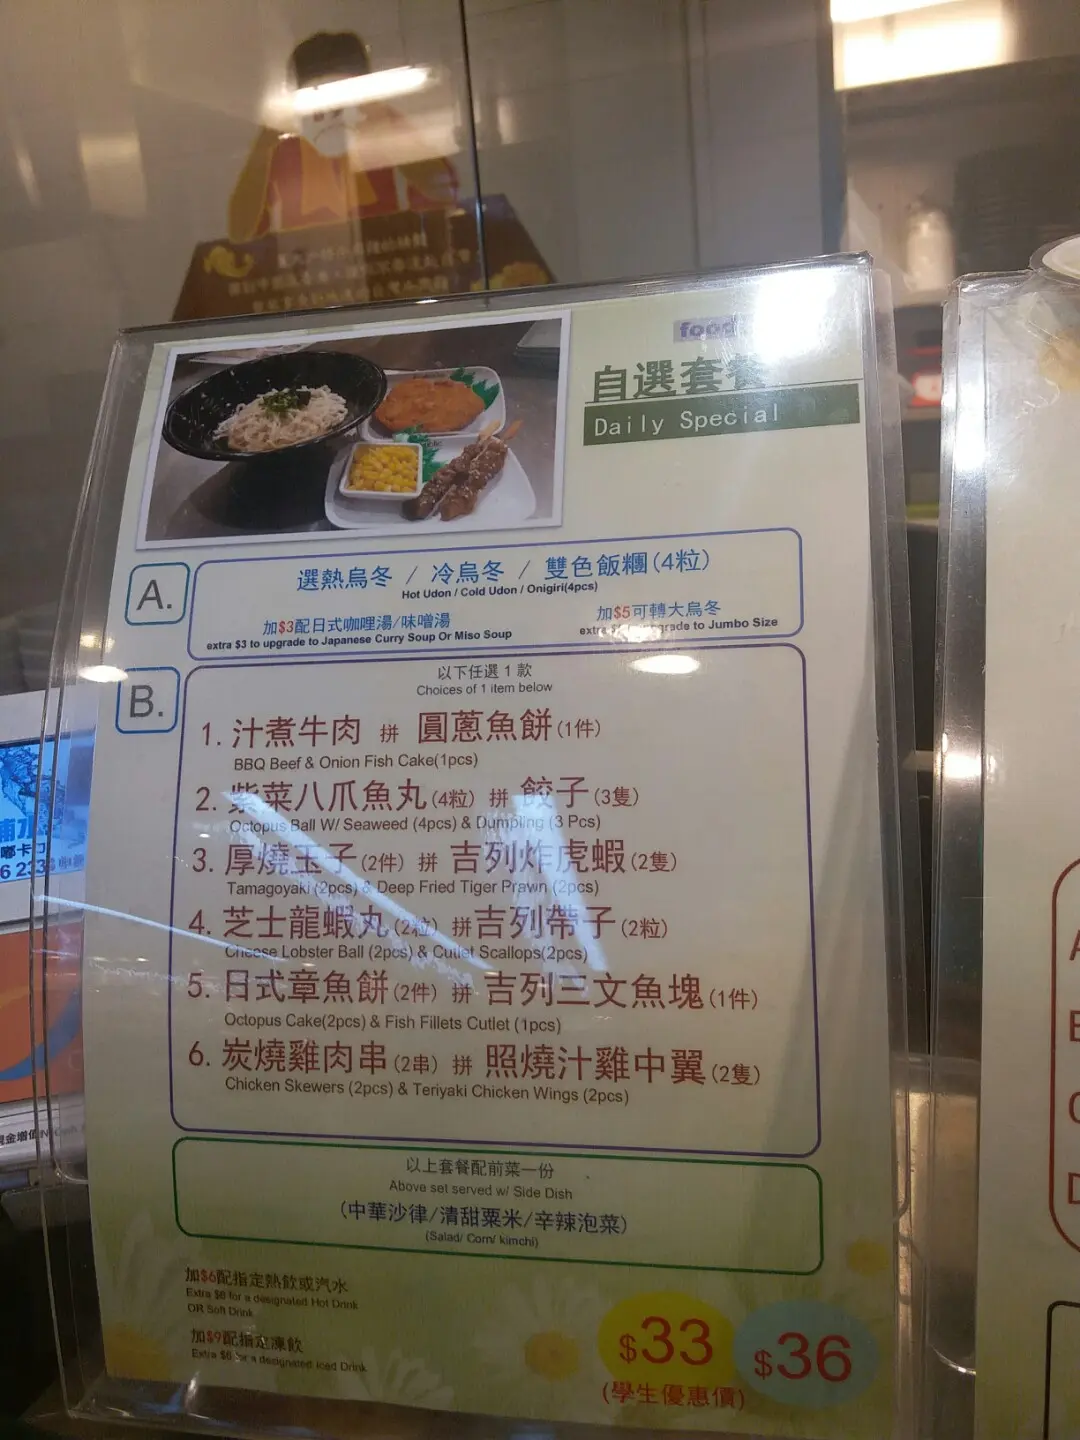 food
自選套餐
Daily Special
A.
選熱烏冬 / 冷烏冬 / 雙色飯糰(4粒)
Hot Udon / Cold Udon / Onigiri(4pcs)
加$3配日式咖哩湯/味噌湯
extra $3 to upgrade to Japanese Curry Soup Or Miso Soup
加$5可轉大烏冬
to Jumbo Size
B.
以下任選1款
Choices of 1 item below
1. 汁煮牛肉 拼 圓蔥魚餅(1件)
BBQ Beef & Onion Fish Cake(1pcs)
2. 紫菜八爪魚丸(4粒) 拼 餃子(3隻)
Octopus Ball W/ Seaweed (4pcs) & Dumpling (3 Pcs)
3. 厚燒玉子(2件) 拼 吉列炸虎蝦(2隻)
Tamagoyaki (2pcs) & Deep Fried Tiger Prawn (2pcs)
4. 芝士龍蝦丸(2粒) 拼 吉列帶子(2粒)
Cheese Lobster Ball (2pcs) & Cutlet Scallops(2pcs)
5. 日式章魚餅(2件) 拼 吉列三文魚塊(1件)
Octopus Cake(2pcs) & Fish Fillets Cutlet (1pcs)
6. 炭燒雞肉串(2串) 拼 照燒汁雞中翼(2隻)
Chicken Skewers (2pcs) & Teriyaki Chicken Wings (2pcs)
以上套餐配前菜一份
Above set served w/ Side Dish
(中華沙律/清甜粟米/辛辣泡菜)
(Salad/ Corn/ kimchi)
加$6配指定熱飲或汽水
Extra $6 for a designated Hot Drink
OR Soft Drink
加$9配指定凍飲
for a designated Iced Drink
$33
(學生優惠價)
$36